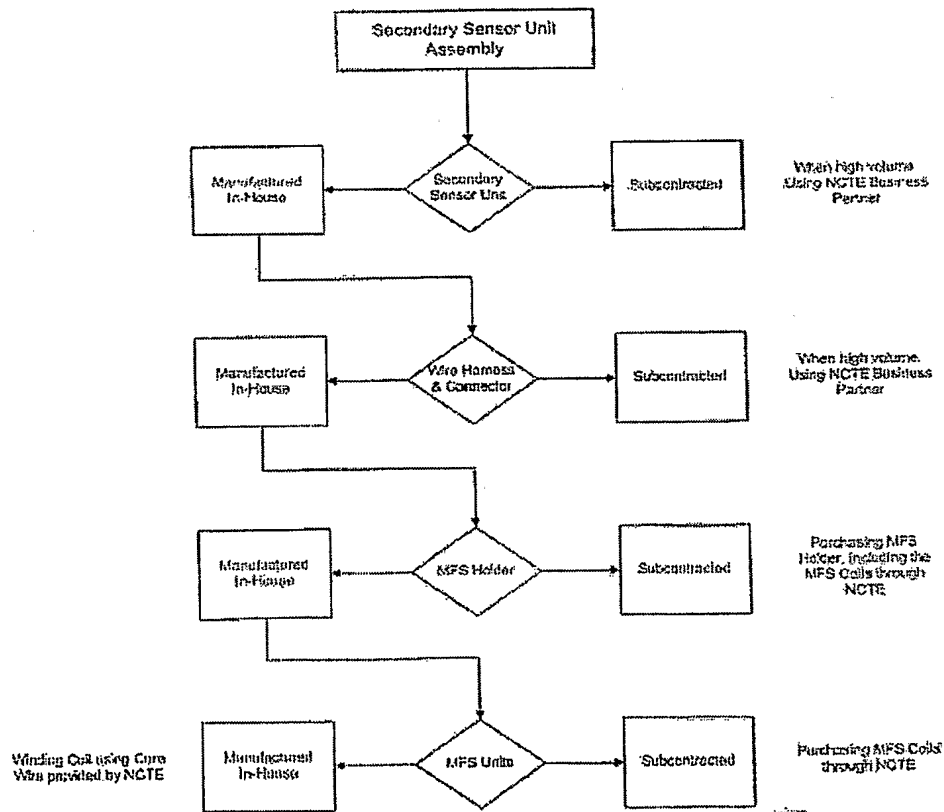 Secondary Sensor Unit
Assembly
Manufactured
In-House
Secondary
Sensor Unit
Subcontracted
When high volume
Using NCTE Business
Partner
Manufactured
In-House
Wire Harness
& Connector
Subcontracted
When high volume.
Using NCTE Business
Partner
Manufactured
In-House
MFS Holder
Subcontracted
Purchasing MFS
Holder, including the
MFS Coils through
NCTE
Winding Coil using Core
Wire provided by NCTE
Manufactured
In-House
MFS Units
Subcontracted
Purchasing MFS Coils
through NCTE